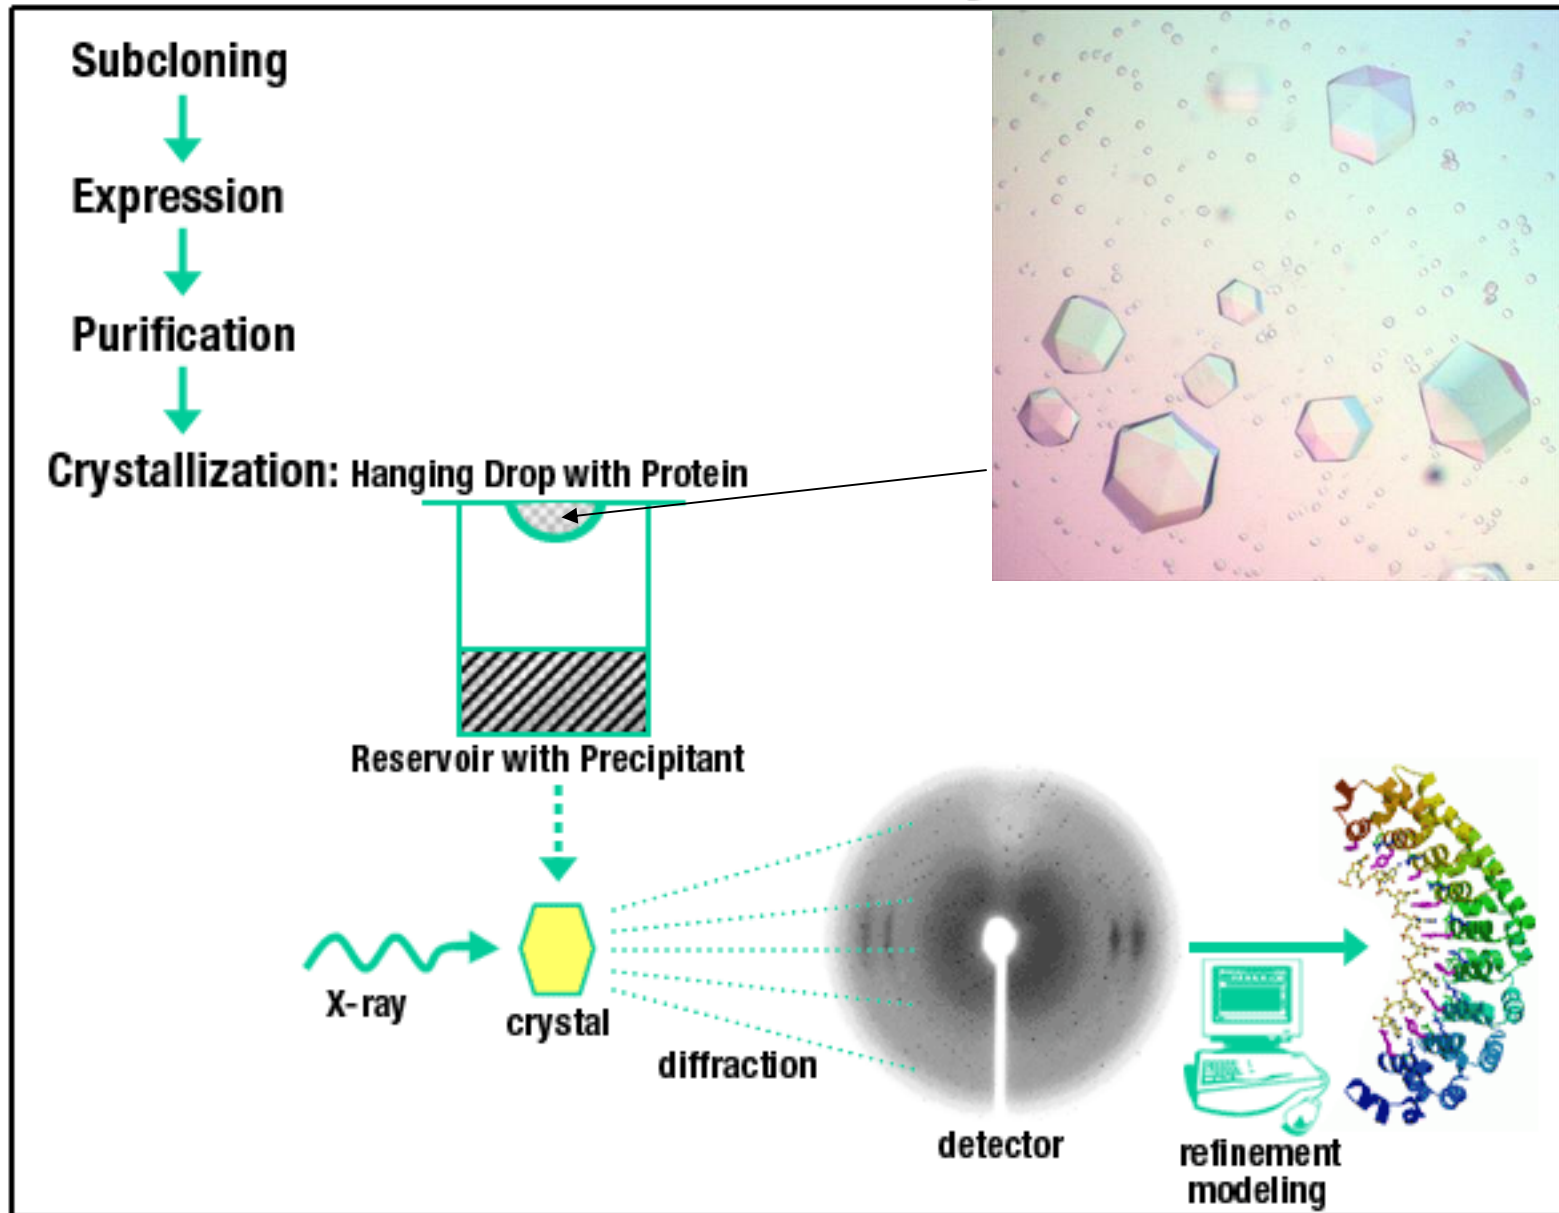 Subcloning
Expression
Purification
Crystallization: Hanging Drop with Protein
Reservoir with Precipitant
X-ray
crystal
diffraction
detector
refinement
modeling